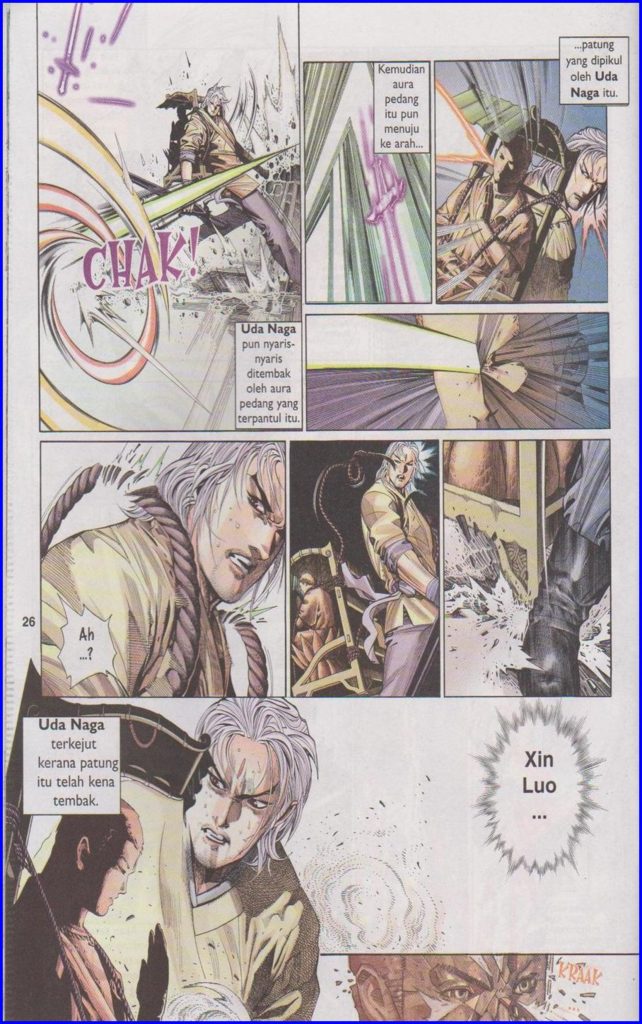 CHAK!
Uda Naga
pun nyaris-
nyaris
ditembak
oleh aura
pedang yang
terpantul itu.
Kemudian
aura
pedang
itu pun
menuju
ke arah...
...patung
yang dipikul
oleh Uda
Naga itu.
Ah
...?
26
Uda Naga
terkejut
kerana patung
itu telah kena
tembak.
Xin
Luo
...
KRAAK